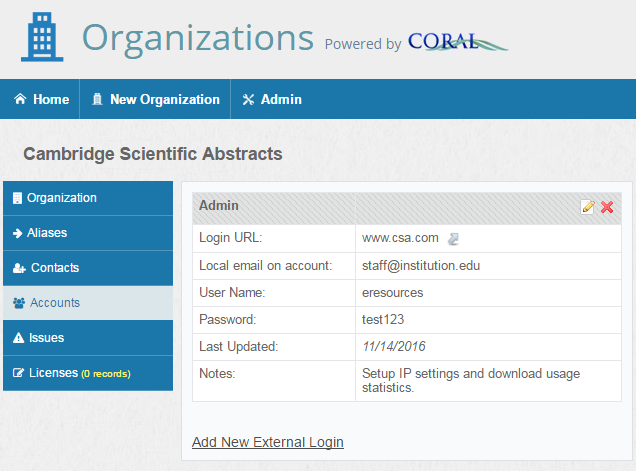 Organizations Powered by CORAL
Home New Organization Admin
Cambridge Scientific Abstracts
Organization
Aliases
Contacts
Accounts
Issues
Licenses (0 records)
Admin
Login URL: www.csa.com
Local email on account: staff@institution.edu
User Name: eresources
Password: test123
Last Updated: 11/14/2016
Notes: Setup IP settings and download usage
statistics.
Add New External Login